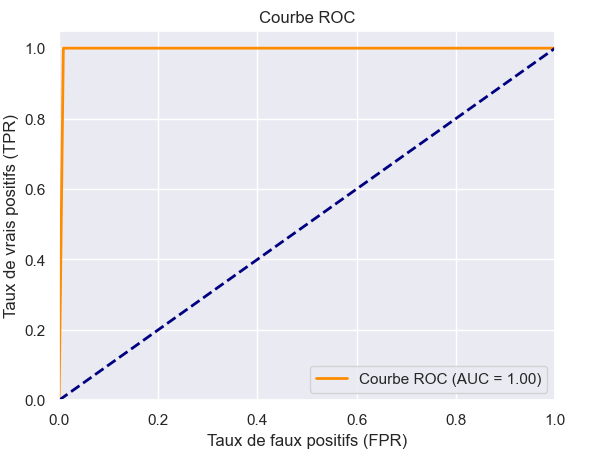 Courbe ROC
Taux de vrais positifs (TPR)
1.0
0.8
0.6
0.4
0.2
0.0
0.0 0.2 0.4 0.6 0.8 1.0
Taux de faux positifs (FPR)
Courbe ROC (AUC = 1.00)